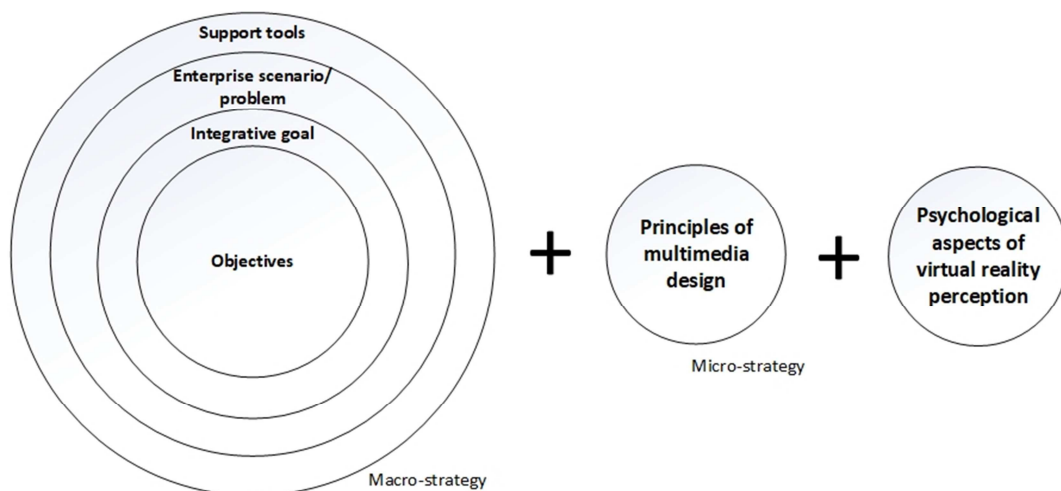 Support tools
Enterprise scenario/
problem
Integrative goal
Objectives
Macro-strategy
+
Principles of
multimedia
design
Micro-strategy
+
Psychological
aspects of
virtual reality
perception